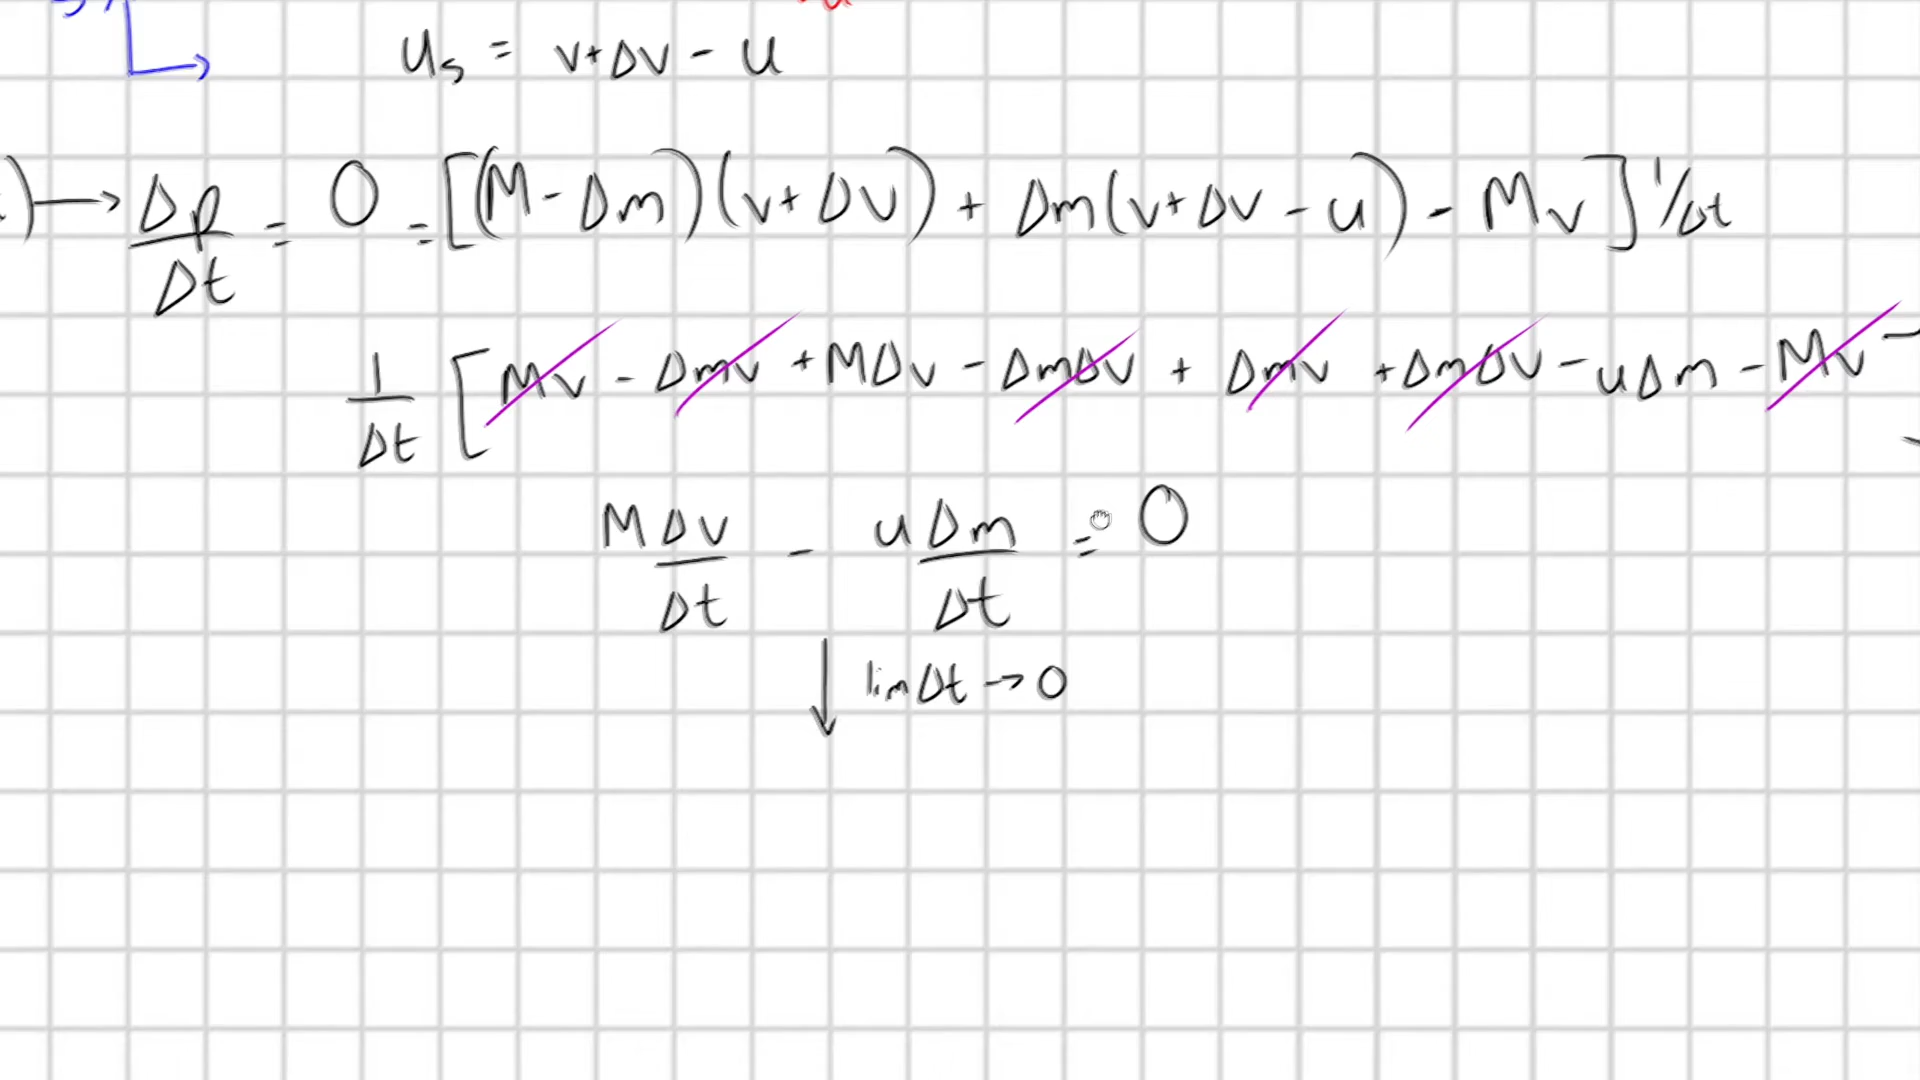 u_s = v+Δv - u
) → Δp/Δt = 0 = [(M-Δm)(v+Δv) + Δm(v+Δv-u) - Mv] 1/Δt
1/Δt [Mv - Δmv + MΔv - ΔmΔv + Δmv + ΔmΔv - uΔm - Mv
MΔv/Δt - uΔm/Δt = 0
↓ lim Δt → 0